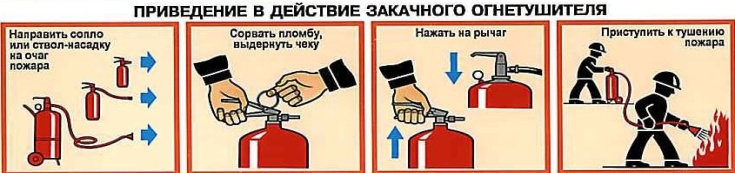 ПРИВЕДЕНИЕ В ДЕЙСТВИЕ ЗАКАЧНОГО ОГНЕТУШИТЕЛЯ
Направить сопло
или ствол-насадку
на очаг
пожара
Сорвать пломбу,
выдернуть чеку
Нажать на рычаг
Приступить к тушению
пожара